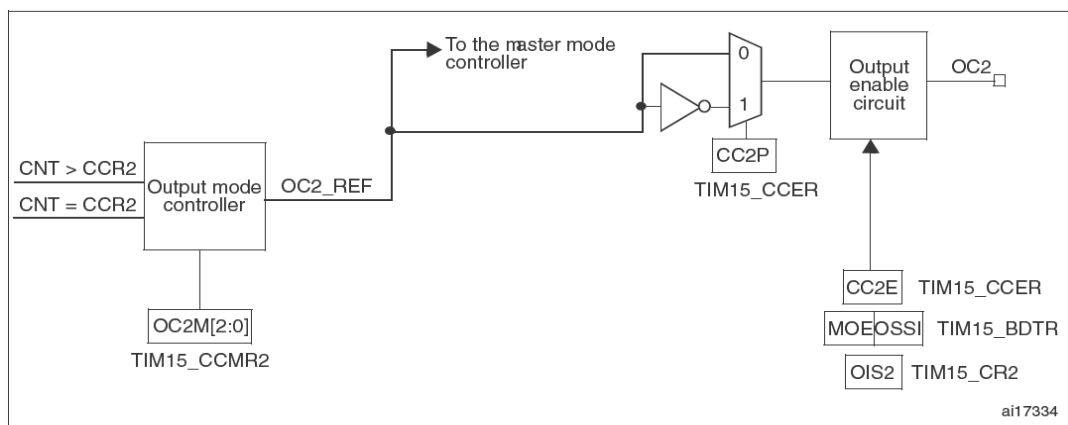 To the master mode
controller
0
1
Output
enable
circuit
OC2
CC2P
TIM15_CCER
CNT > CCR2
CNT = CCR2
Output mode
controller
OC2_REF
OC2M[2:0]
TIM15_CCMR2
CC2E TIM15_CCER
MOE OSSI TIM15_BDTR
OIS2 TIM15_CR2
ai17334